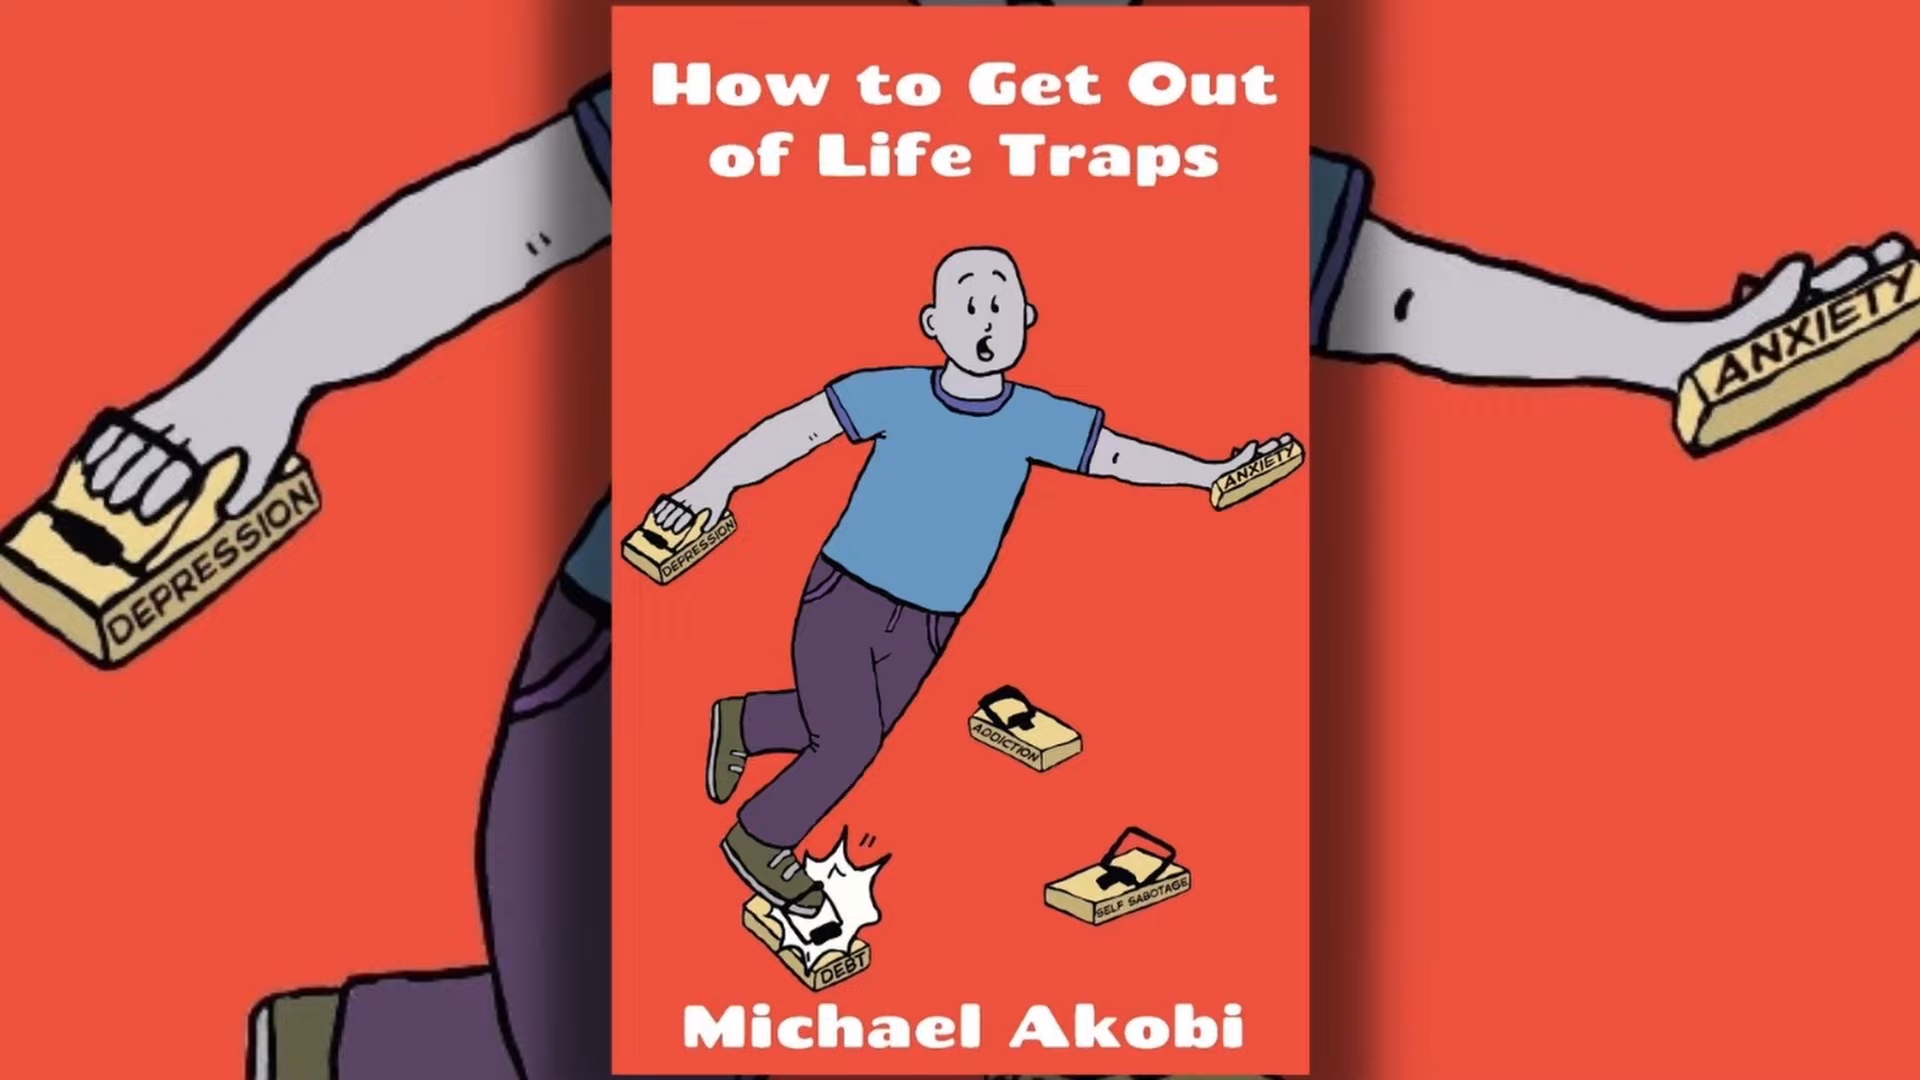 How to Get Out
of Life Traps
DEPRESSION
ANXIETY
DEPRESSION
ANXIETY
ADDICTION
SELF SABOTAGE
DEBT
Michael Akobi